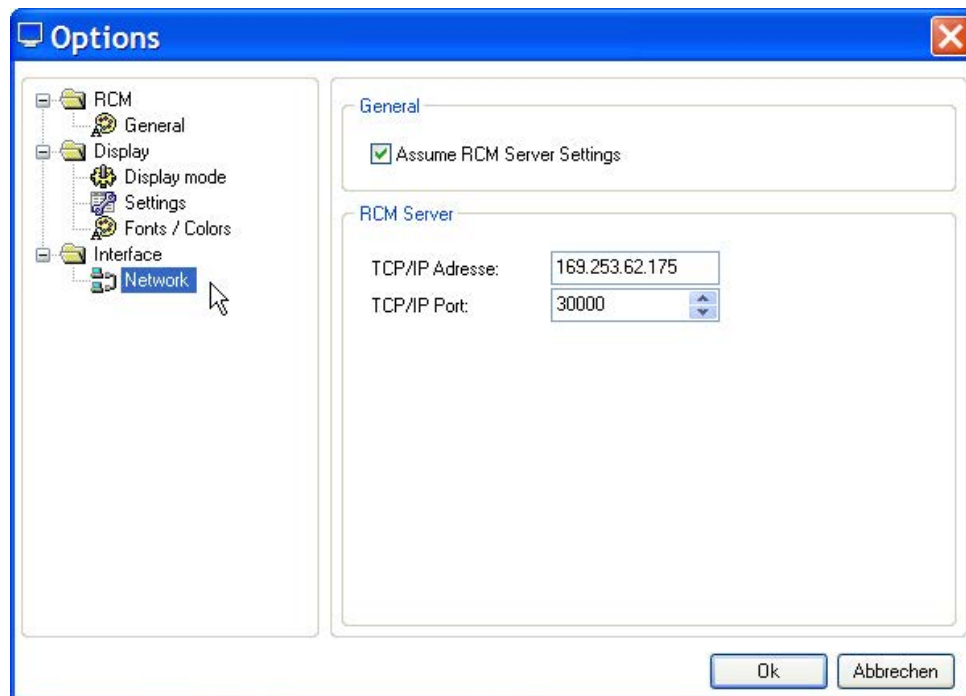 Options
RCM
General
Display
Display mode
Settings
Fonts / Colors
Interface
Network
General
Assume RCM Server Settings
RCM Server
TCP/IP Adresse: 169.253.62.175
TCP/IP Port: 30000
Ok Abbrechen